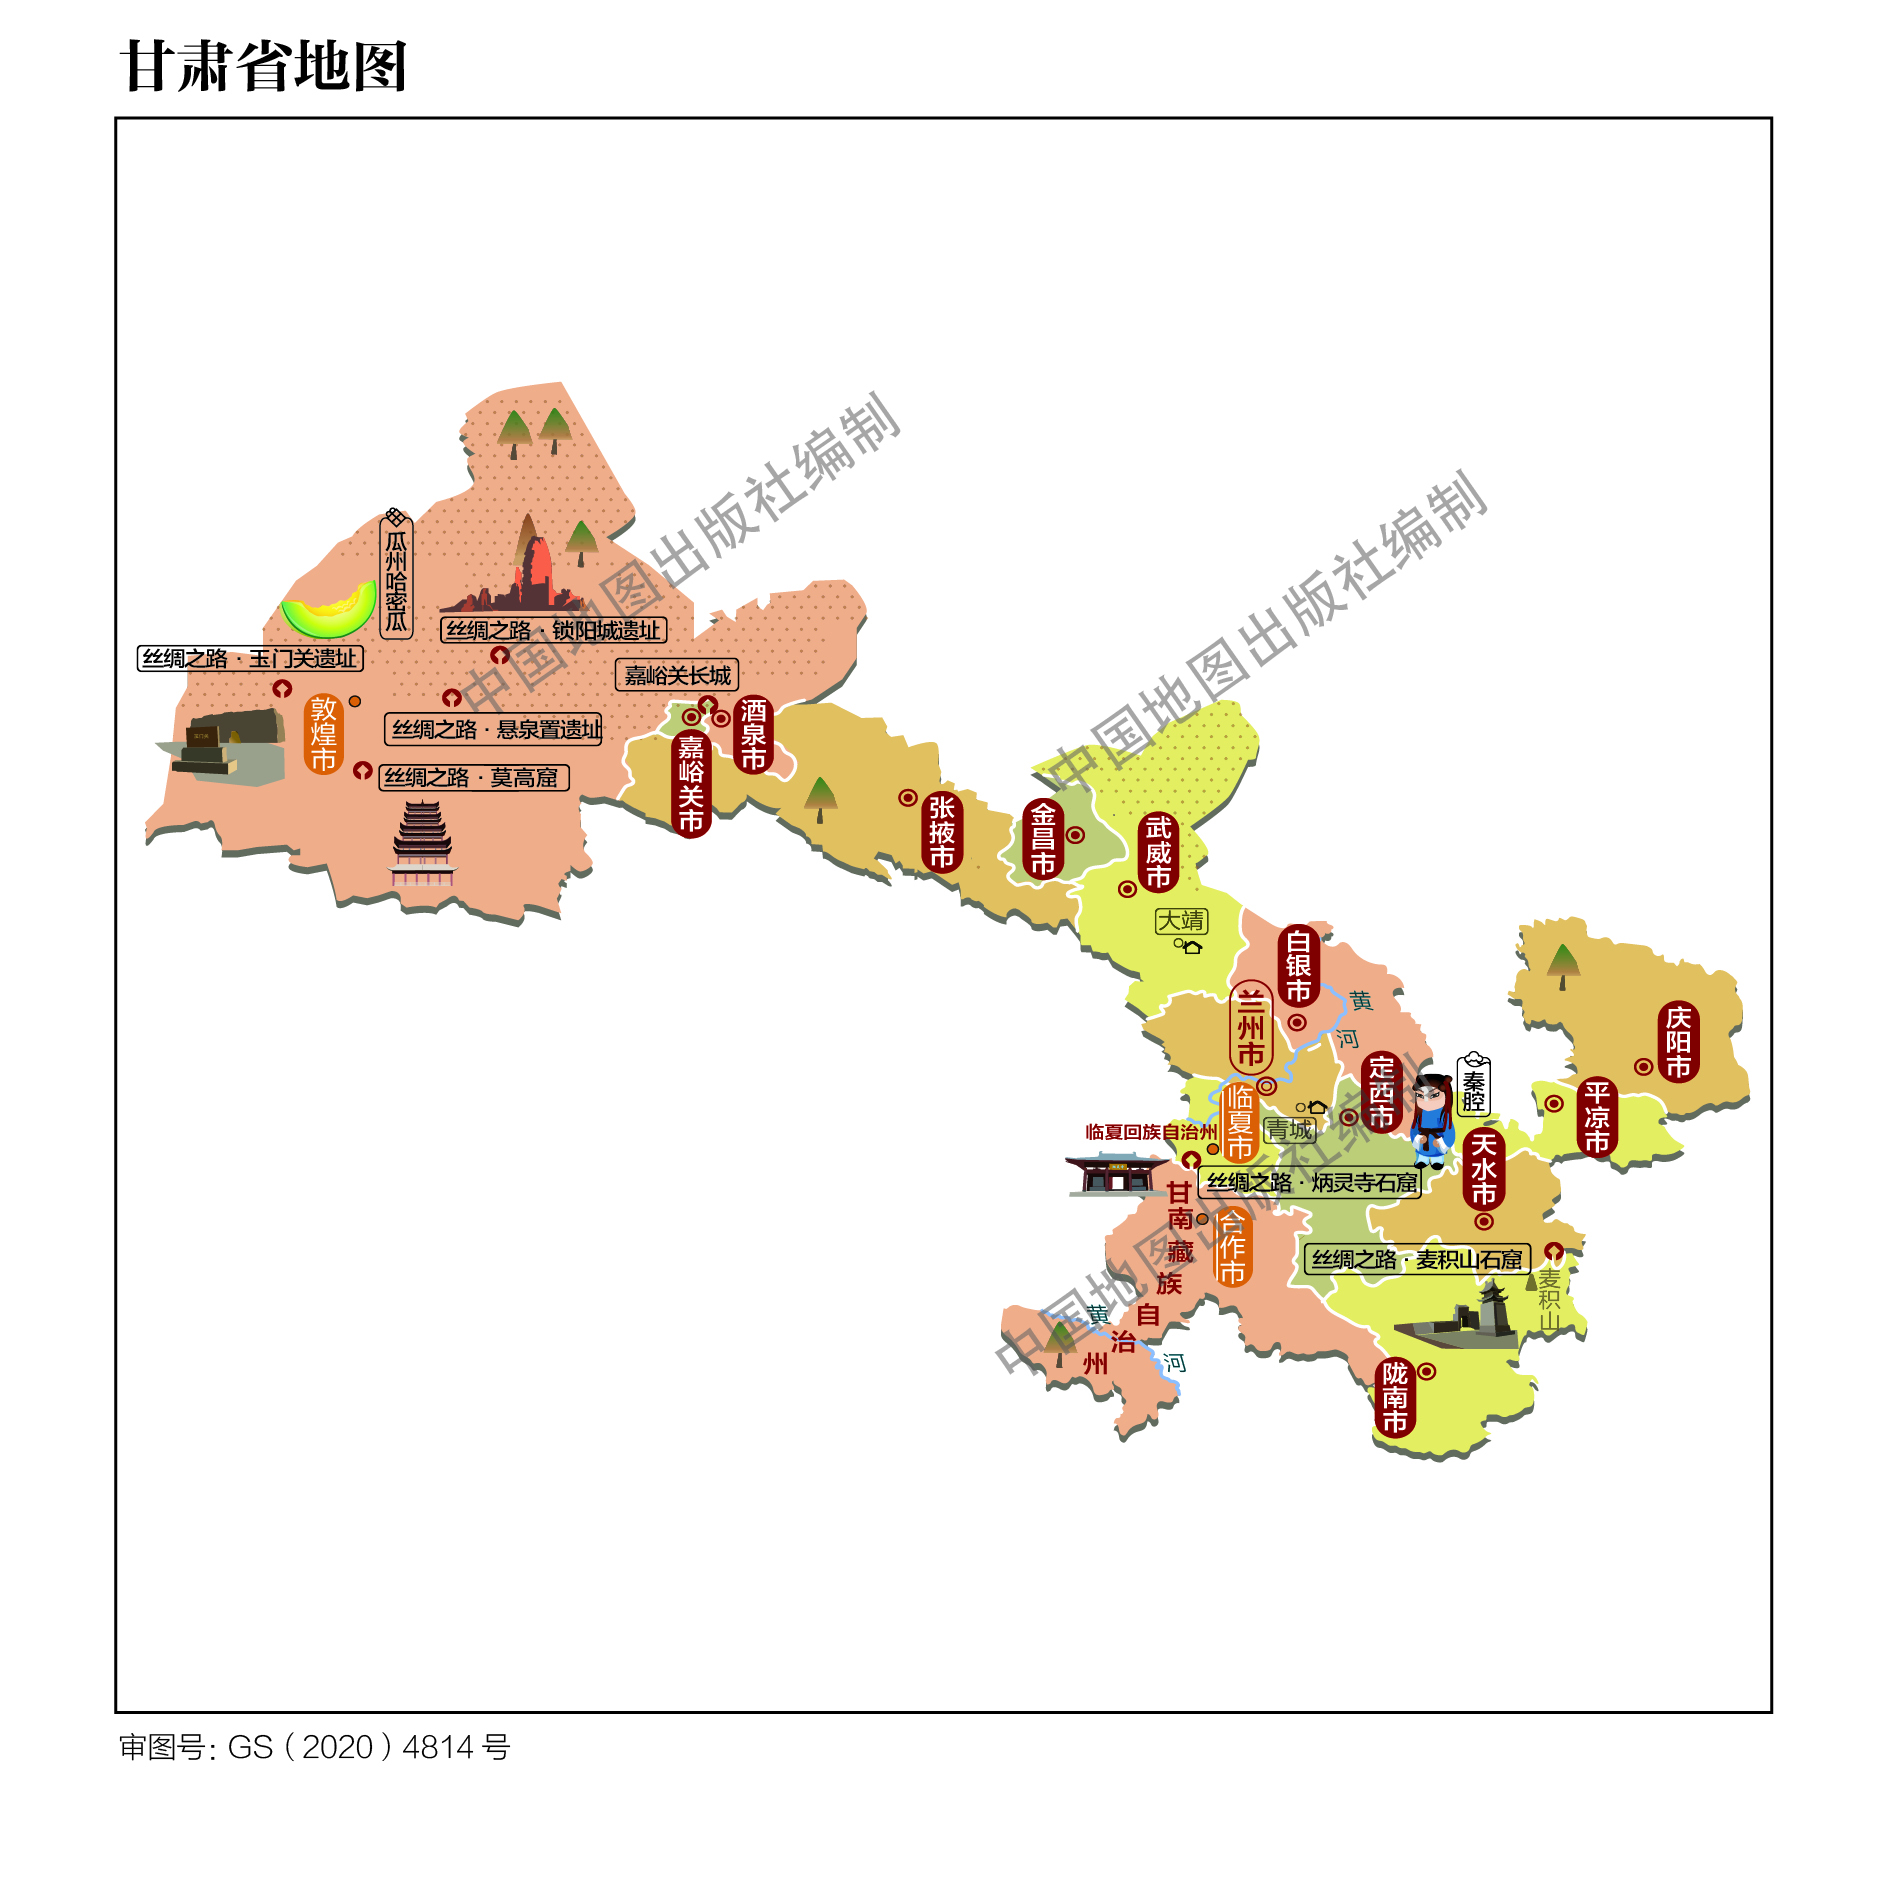 甘肃省地图
中国地图出版社编制
中国地图出版社编制
中国地图出版社编制
瓜州哈密瓜
丝绸之路·锁阳城遗址
丝绸之路·玉门关遗址
嘉峪关长城
敦煌市
丝绸之路·悬泉置遗址
丝绸之路·莫高窟
酒泉市
嘉峪关市
张掖市
金昌市
武威市
大靖
白银市
兰州市
黄河
庆阳市
定西市
秦腔
平凉市
临夏市
青城
临夏回族自治州
天水市
丝绸之路·炳灵寺石窟
甘南藏族自治州
合作市
丝绸之路·麦积山石窟
麦积山
黄河
陇南市
审图号：GS（2020）4814号